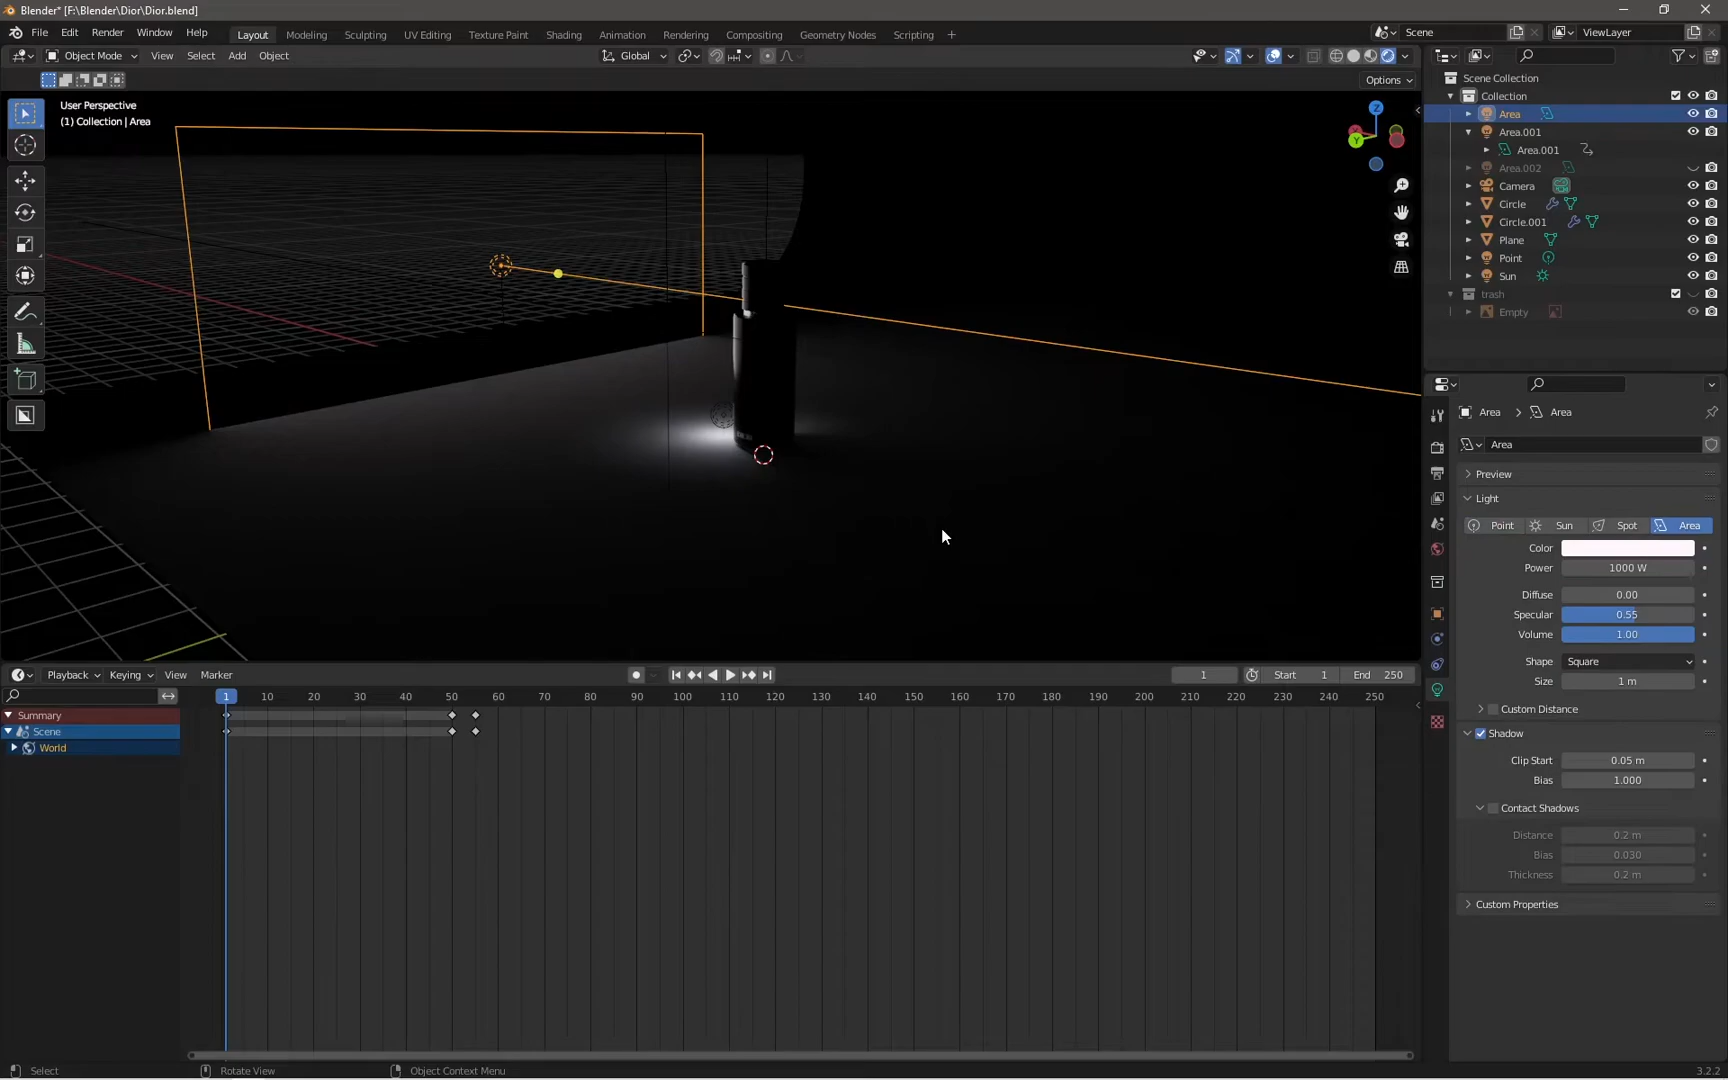 Blender* [F:\Blender\Dior\Dior.blend]
File Edit Render Window Help Layout Modeling Sculpting UV Editing Texture Paint Shading Animation Rendering Compositing Geometry Nodes Scripting + Scene ViewLayer
Object Mode View Select Add Object Global
Options
User Perspective
(1) Collection | Area
Z
Y
Scene Collection
Collection
Area
Area.001
Area.001
Area.002
Camera
Circle
Circle.001
Plane
Point
Sun
trash
Empty
Area > Area
Area
Preview
Light
Point Sun Spot Area
Color
Power 1000 W
Diffuse 0.00
Specular 0.55
Volume 1.00
Shape Square
Size 1 m
Custom Distance
Shadow
Clip Start 0.05 m
Bias 1.000
Contact Shadows
Distance 0.2 m
Bias 0.030
Thickness 0.2 m
Custom Properties
Playback Keying View Marker 1 Start 1 End 250
1 10 20 30 40 50 60 70 80 90 100 110 120 130 140 150 160 170 180 190 200 210 220 230 240 250
Summary
Scene
World
Select Rotate View Object Context Menu 3.2.2